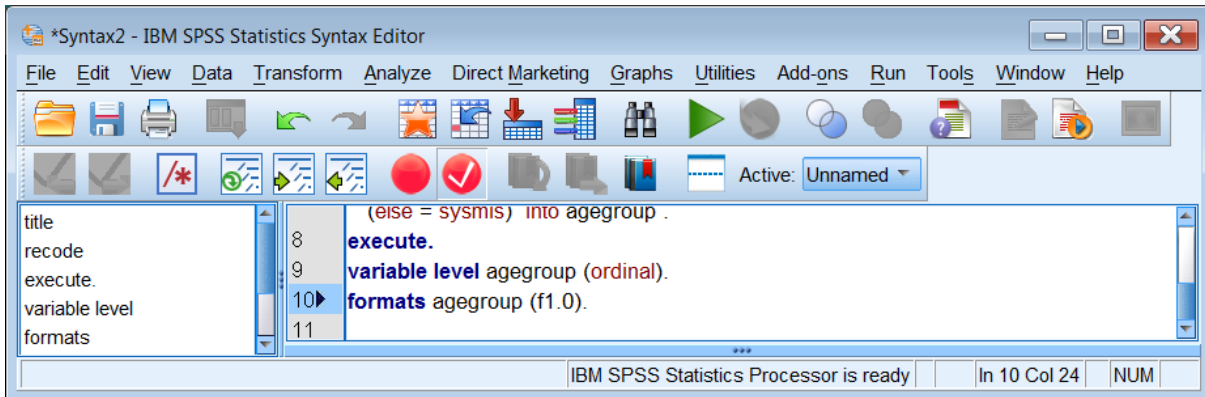 *Syntax2 - IBM SPSS Statistics Syntax Editor
File Edit View Data Transform Analyze Direct Marketing Graphs Utilities Add-ons Run Tools Window Help
/*
Active: Unnamed
title
recode
execute.
variable level
formats
(else = sysmis) into agegroup .
8 execute.
9 variable level agegroup (ordinal).
10 formats agegroup (f1.0).
11
IBM SPSS Statistics Processor is ready In 10 Col 24 NUM